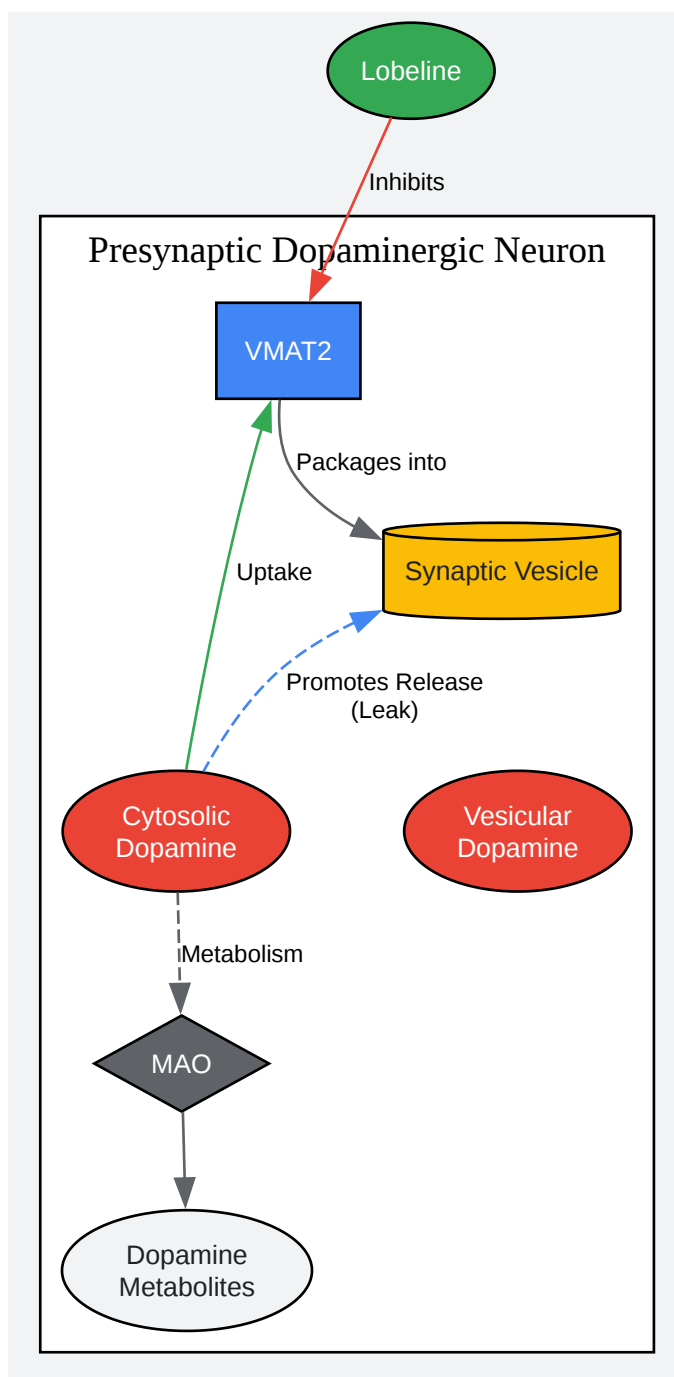 Lobeline
Inhibits
Presynaptic Dopaminergic Neuron
VMAT2
Packages into
Synaptic Vesicle
Uptake
Promotes Release
(Leak)
Cytosolic
Dopamine
Vesicular
Dopamine
Metabolism
MAO
Dopamine
Metabolites